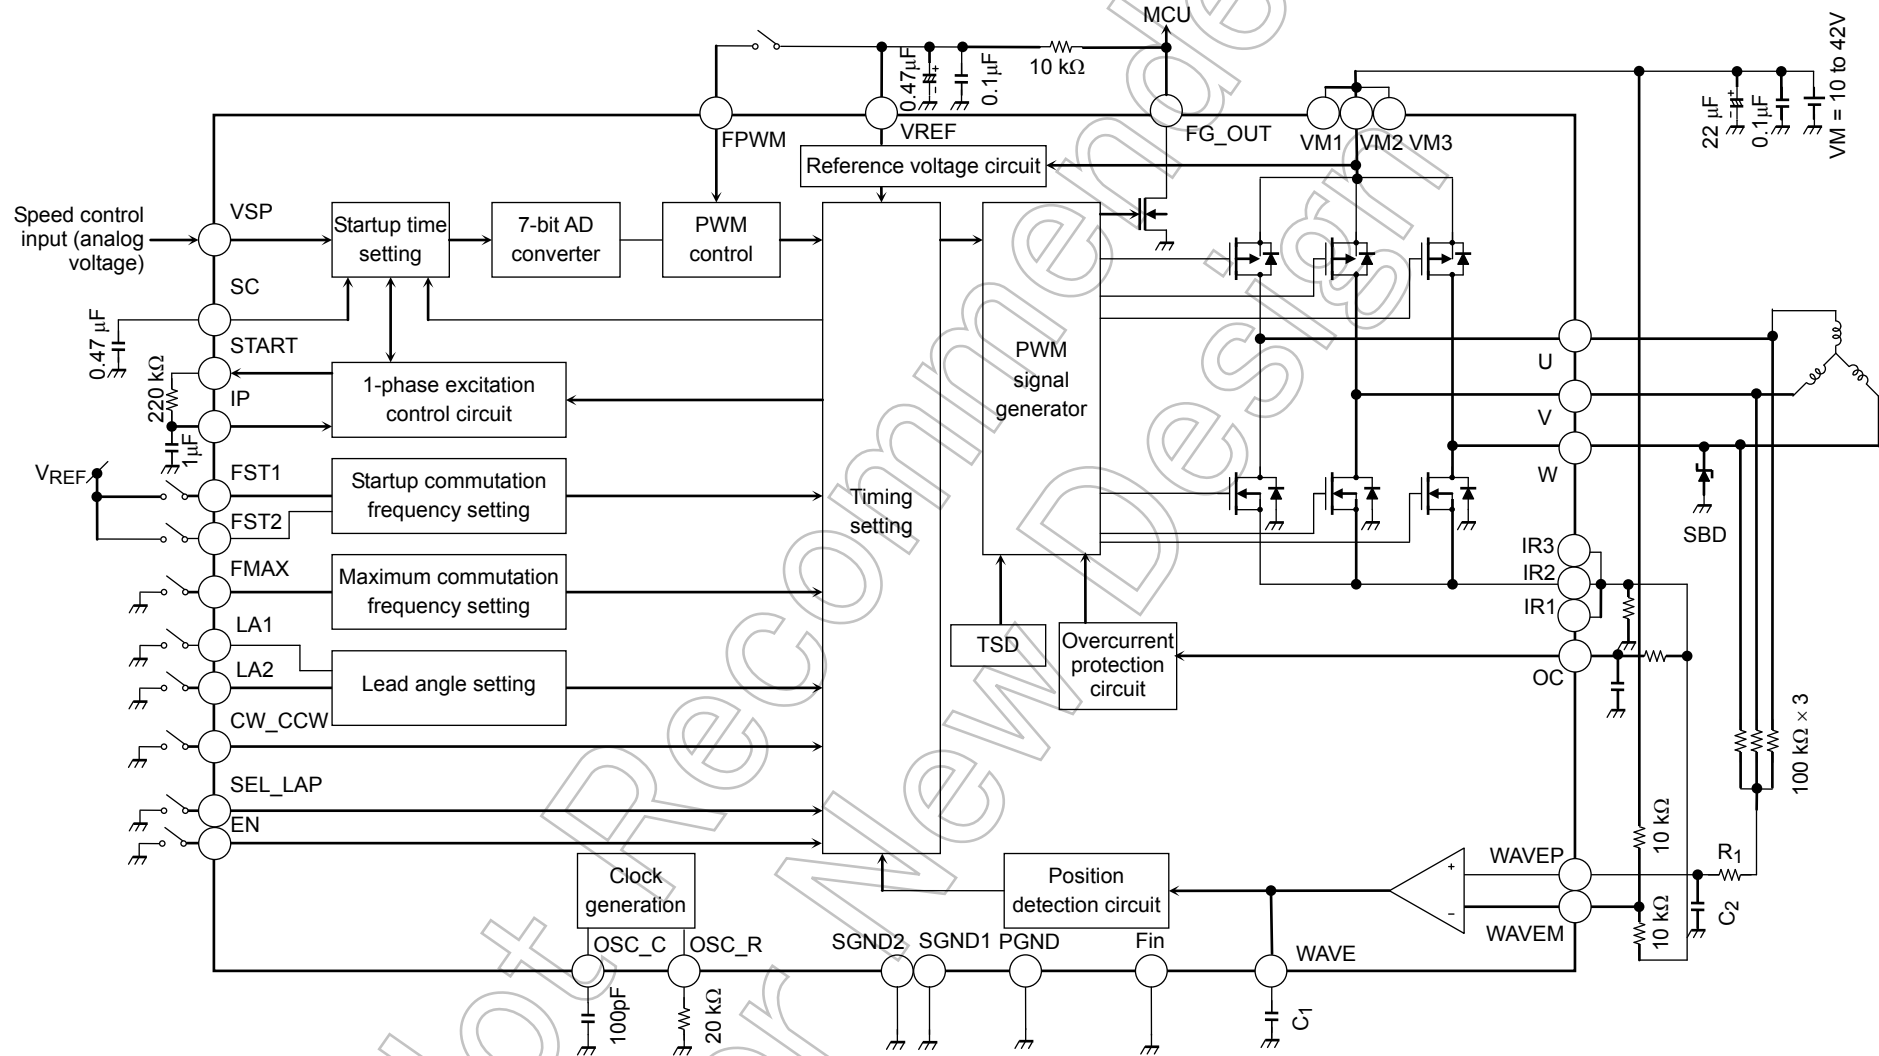 MCU
0.47µF
+
−
0.1µF
10 kΩ
22 µF
+
−
0.1µF
VM = 10 to 42V
FPWM
VREF
FG_OUT
VM1
VM2
VM3
Reference voltage circuit
Speed control
input (analog
voltage)
VSP
Startup time
setting
7-bit AD
converter
PWM
control
SC
0.47 µF
START
220 kΩ
IP
1µF
1-phase excitation
control circuit
PWM
signal
generator
U
V
W
SBD
VREF
FST1
FST2
Startup commutation
frequency setting
Timing
setting
FMAX
Maximum commutation
frequency setting
IR3
IR2
IR1
LA1
LA2
Lead angle setting
TSD
Overcurrent
protection
circuit
OC
CW_CCW
SEL_LAP
EN
100 kΩ × 3
10 kΩ
10 kΩ
R1
C2
WAVEP
WAVEM
+
−
Clock
generation
Position
detection circuit
OSC_C
OSC_R
SGND2
SGND1
PGND
Fin
WAVE
100pF
20 kΩ
C1
Not Recommended
for New Design